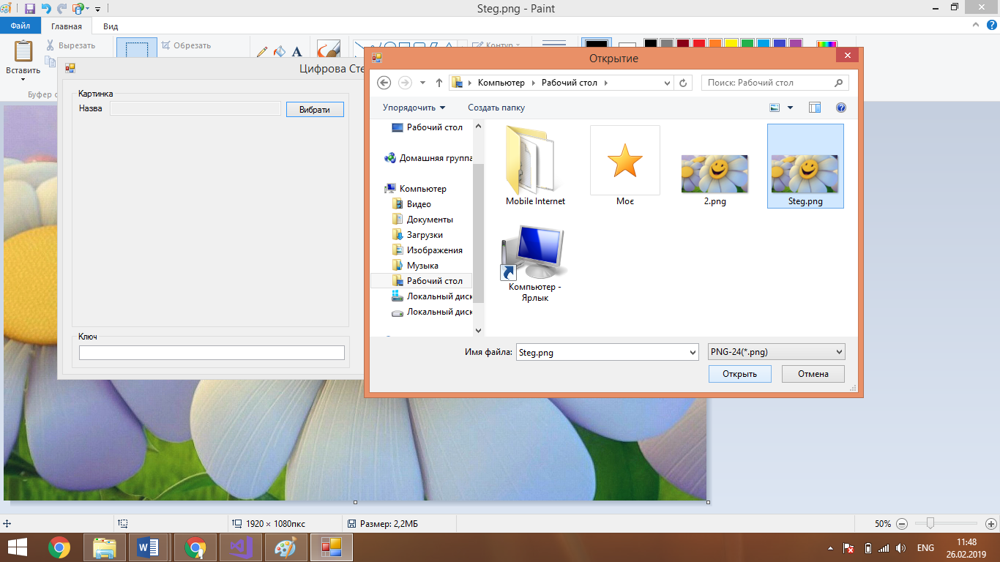 Steg.png - Paint
Файл
Главная
Вид
Вставить
Вырезать
Обрезать
Контур
Буфер
Цифрова Сте
Картинка
Назва
Вибрати
Ключ
Открытие
Компьютер
Рабочий стол
Поиск: Рабочий стол
Упорядочить
Создать папку
Рабочий стол
Домашняя группа
Компьютер
Видео
Документы
Загрузки
Изображения
Музыка
Рабочий стол
Локальный диск
Локальный диск
Mobile Internet
Моє
2.png
Steg.png
Компьютер -
Ярлык
Имя файла:
Steg.png
PNG-24(*.png)
Открыть
Отмена
1920 × 1080пкс
Размер: 2,2МБ
50%
ENG
11:48
26.02.2019